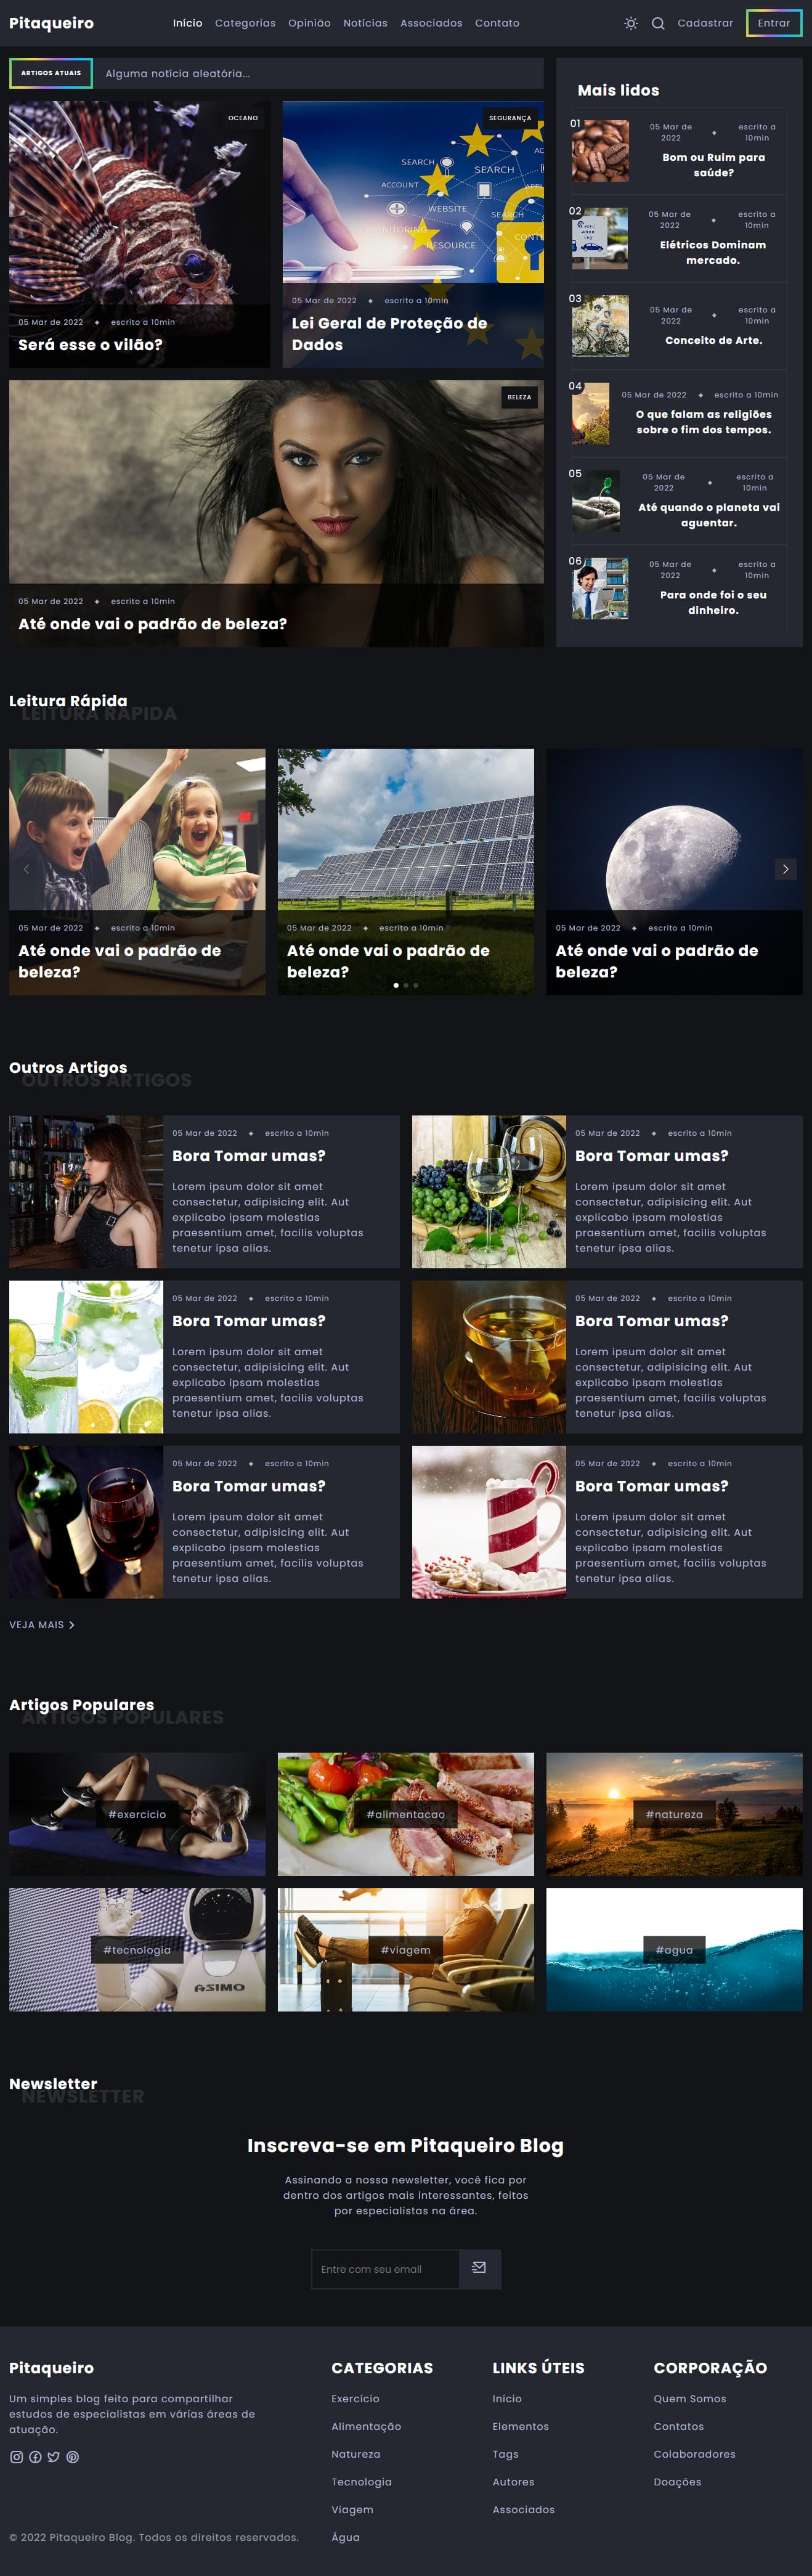 Pitaqueiro
Início Categorias Opinião Notícias Associados Contato
Cadastrar Entrar
ARTIGOS ATUAIS
Alguma notícia aleatória...
OCEANO
05 Mar de 2022 escrito a 10min
Será esse o vilão?
SEGURANÇA
SEARCH
SEARCH
ACCOUNT
WEBSITE
SEARCH
MONITORING
RESOURCE
05 Mar de 2022 escrito a 10min
Lei Geral de Proteção de
Dados
BELEZA
05 Mar de 2022 escrito a 10min
Até onde vai o padrão de beleza?
Mais lidos
01
05 Mar de
2022
escrito a
10min
Bom ou Ruim para
saúde?
02
05 Mar de
2022
escrito a
10min
Elétricos Dominam
mercado.
03
05 Mar de
2022
escrito a
10min
Conceito de Arte.
04
05 Mar de 2022 escrito a 10min
O que falam as religiões
sobre o fim dos tempos.
05
05 Mar de
2022
escrito a
10min
Até quando o planeta vai
aguentar.
06
05 Mar de
2022
escrito a
10min
Para onde foi o seu
dinheiro.
Leitura Rápida
LEITURA RÁPIDA
05 Mar de 2022 escrito a 10min
Até onde vai o padrão de
beleza?
05 Mar de 2022 escrito a 10min
Até onde vai o padrão de
beleza?
05 Mar de 2022 escrito a 10min
Até onde vai o padrão de
beleza?
Outros Artigos
OUTROS ARTIGOS
05 Mar de 2022 escrito a 10min
Bora Tomar umas?
Lorem ipsum dolor sit amet
consectetur, adipisicing elit. Aut
explicabo ipsam molestias
praesentium amet, facilis voluptas
tenetur ipsa alias.
05 Mar de 2022 escrito a 10min
Bora Tomar umas?
Lorem ipsum dolor sit amet
consectetur, adipisicing elit. Aut
explicabo ipsam molestias
praesentium amet, facilis voluptas
tenetur ipsa alias.
05 Mar de 2022 escrito a 10min
Bora Tomar umas?
Lorem ipsum dolor sit amet
consectetur, adipisicing elit. Aut
explicabo ipsam molestias
praesentium amet, facilis voluptas
tenetur ipsa alias.
05 Mar de 2022 escrito a 10min
Bora Tomar umas?
Lorem ipsum dolor sit amet
consectetur, adipisicing elit. Aut
explicabo ipsam molestias
praesentium amet, facilis voluptas
tenetur ipsa alias.
05 Mar de 2022 escrito a 10min
Bora Tomar umas?
Lorem ipsum dolor sit amet
consectetur, adipisicing elit. Aut
explicabo ipsam molestias
praesentium amet, facilis voluptas
tenetur ipsa alias.
05 Mar de 2022 escrito a 10min
Bora Tomar umas?
Lorem ipsum dolor sit amet
consectetur, adipisicing elit. Aut
explicabo ipsam molestias
praesentium amet, facilis voluptas
tenetur ipsa alias.
VEJA MAIS
Artigos Populares
ARTIGOS POPULARES
#exercicio
#alimentacao
#natureza
#tecnologia
ASIMO
#viagem
#agua
Newsletter
NEWSLETTER
Inscreva-se em Pitaqueiro Blog
Assinando a nossa newsletter, você fica por
dentro dos artigos mais interessantes, feitos
por especialistas na área.
Entre com seu email
Pitaqueiro
Um simples blog feito para compartilhar
estudos de especialistas em várias áreas de
atuação.
© 2022 Pitaqueiro Blog. Todos os direitos reservados.
CATEGORIAS
Exercício
Alimentação
Natureza
Tecnologia
Viagem
Água
LINKS ÚTEIS
Início
Elementos
Tags
Autores
Associados
CORPORAÇÃO
Quem Somos
Contatos
Colaboradores
Doações